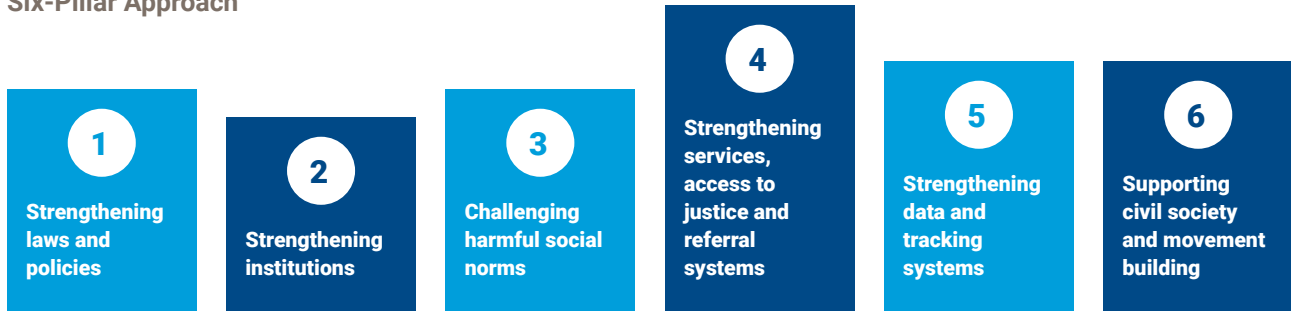 Six-Pillar Approach
1
Strengthening
laws and
policies
2
Strengthening
institutions
3
Challenging
harmful social
norms
4
Strengthening
services,
access to
justice and
referral
systems
5
Strengthening
data and
tracking
systems
6
Supporting
civil society
and movement
building